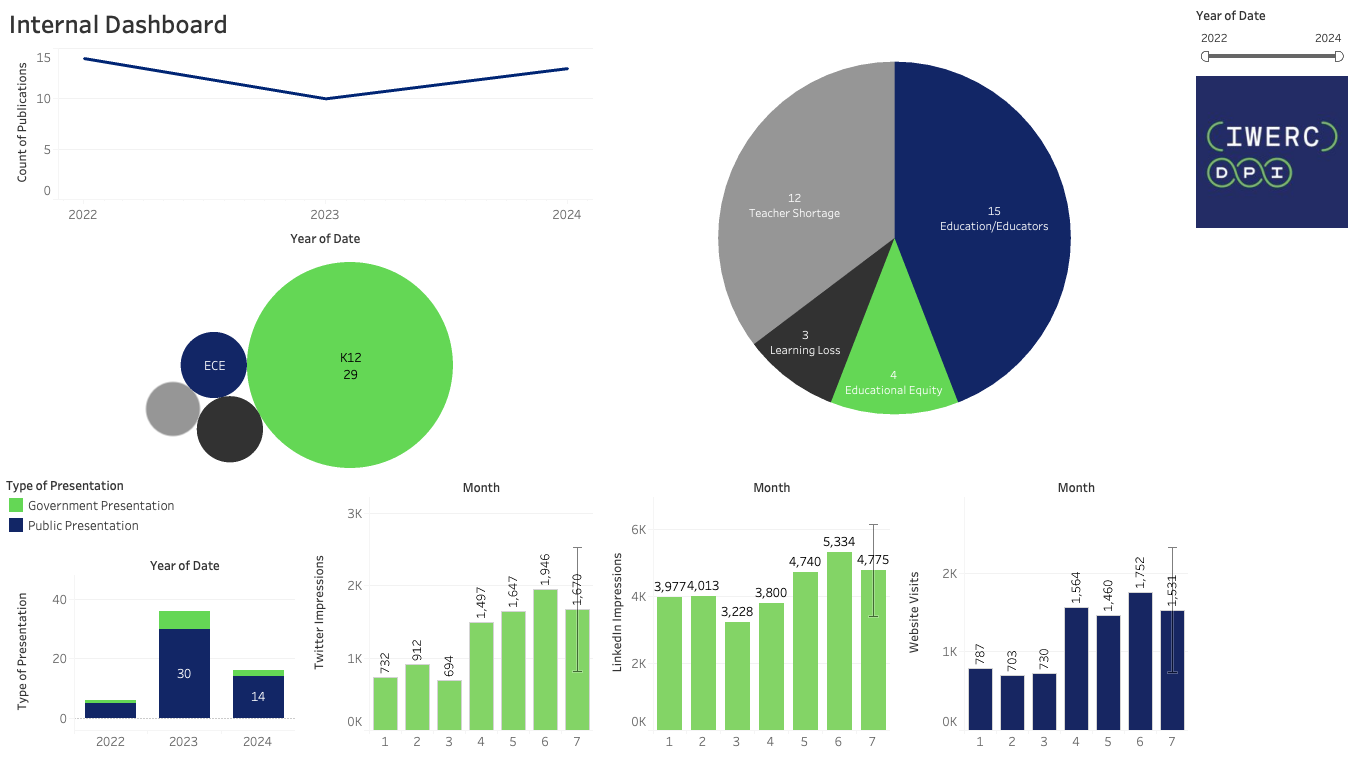 Internal Dashboard
Count of Publications
15
10
5
0
2022
2023
2024
Year of Date
12
Teacher Shortage
15
Education/Educators
3
Learning Loss
4
Educational Equity
Year of Date
2022
2024
IWERC
DPI
ECE
K12
29
Type of Presentation
Government Presentation
Public Presentation
Year of Date
Type of Presentation
40
20
0
30
14
2022
2023
2024
Month
Twitter Impressions
3K
2K
1K
0K
732
912
694
1,497
1,647
1,946
1,670
1
2
3
4
5
6
7
Month
LinkedIn Impressions
6K
4K
2K
0K
3,977
4,013
3,228
3,800
4,740
5,334
4,775
1
2
3
4
5
6
7
Month
Website Visits
2K
1K
0K
787
703
730
1,564
1,460
1,752
1,531
1
2
3
4
5
6
7